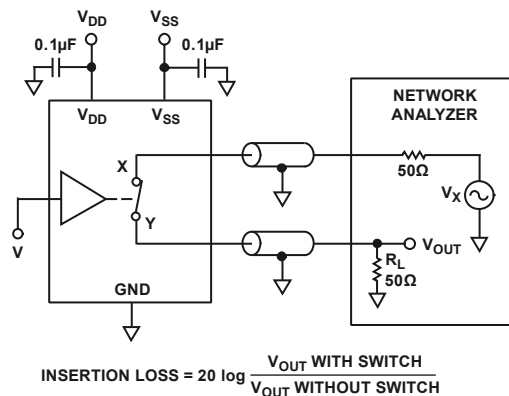 V_DD V_SS
0.1µF 0.1µF
V_DD V_SS
NETWORK
ANALYZER
X
50Ω
V_X
Y
V
V_OUT
R_L
50Ω
GND
INSERTION LOSS = 20 log V_OUT WITH SWITCH
V_OUT WITHOUT SWITCH